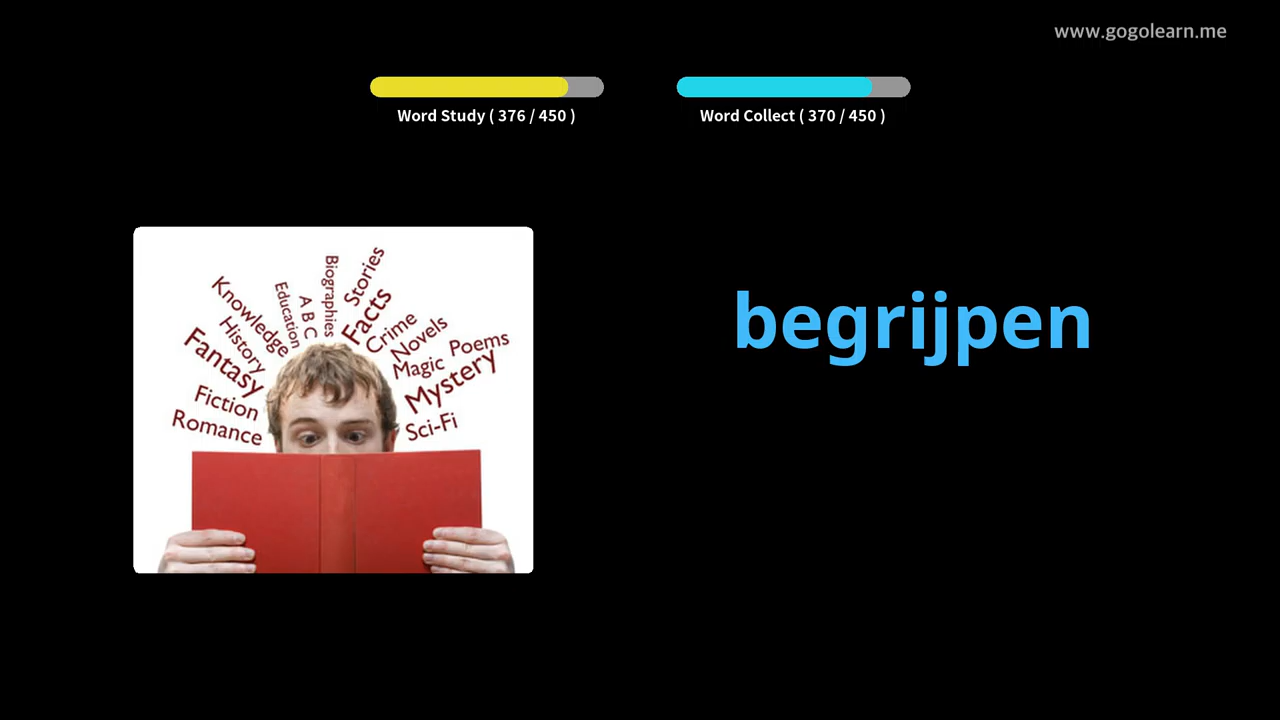 www.gogolearn.me
Word Study ( 376 / 450 )
Word Collect ( 370 / 450 )
begrijpen
Stories
Biographies
Facts
Education
A B C
Knowledge
Crime
Novels
History
Poems
Fantasy
Magic
Mystery
Fiction
Sci-Fi
Romance